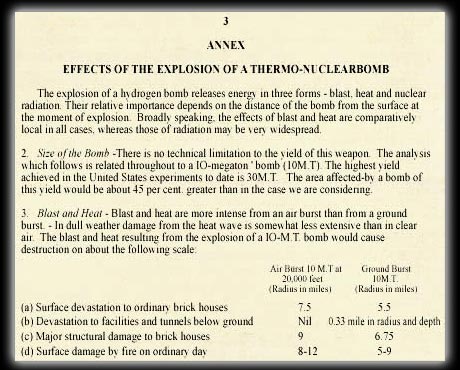 3
ANNEX
EFFECTS OF THE EXPLOSION OF A THERMO-NUCLEARBOMB
The explosion of a hydrogen bomb releases energy in three forms - blast, heat and nuclear
radiation. Their relative importance depends on the distance of the bomb from the surface at
the moment of explosion. Broadly speaking, the effects of blast and heat are comparatively
local in all cases, whereas those of radiation may be very widespread.
2. Size of the Bomb -There is no technical limitation to the yield of this weapon. The analysis
which follows is related throughout to a IO-megaton ' bomb (10M.T). The highest yield
achieved in the United States experiments to date is 30M.T. The area affected-by a bomb of
this yield would be about 45 per cent. greater than in the case we are considering.
3. Blast and Heat - Blast and heat are more intense from an air burst than from a ground
burst. - In dull weather damage from the heat wave is somewhat less extensive than in clear
air. The blast and heat resulting from the explosion of a IO-M.T. bomb would cause
destruction on about the following scale:
Air Burst 10 M.T at Ground Burst
20,000 feet 10M.T.
(Radius in miles) (Radius in miles)
(a) Surface devastation to ordinary brick houses 7.5 5.5
(b) Devastation to facilities and tunnels below ground Nil 0.33 mile in radius and depth
(c) Major structural damage to brick houses 9 6.75
(d) Surface damage by fire on ordinary day 8-12 5-9